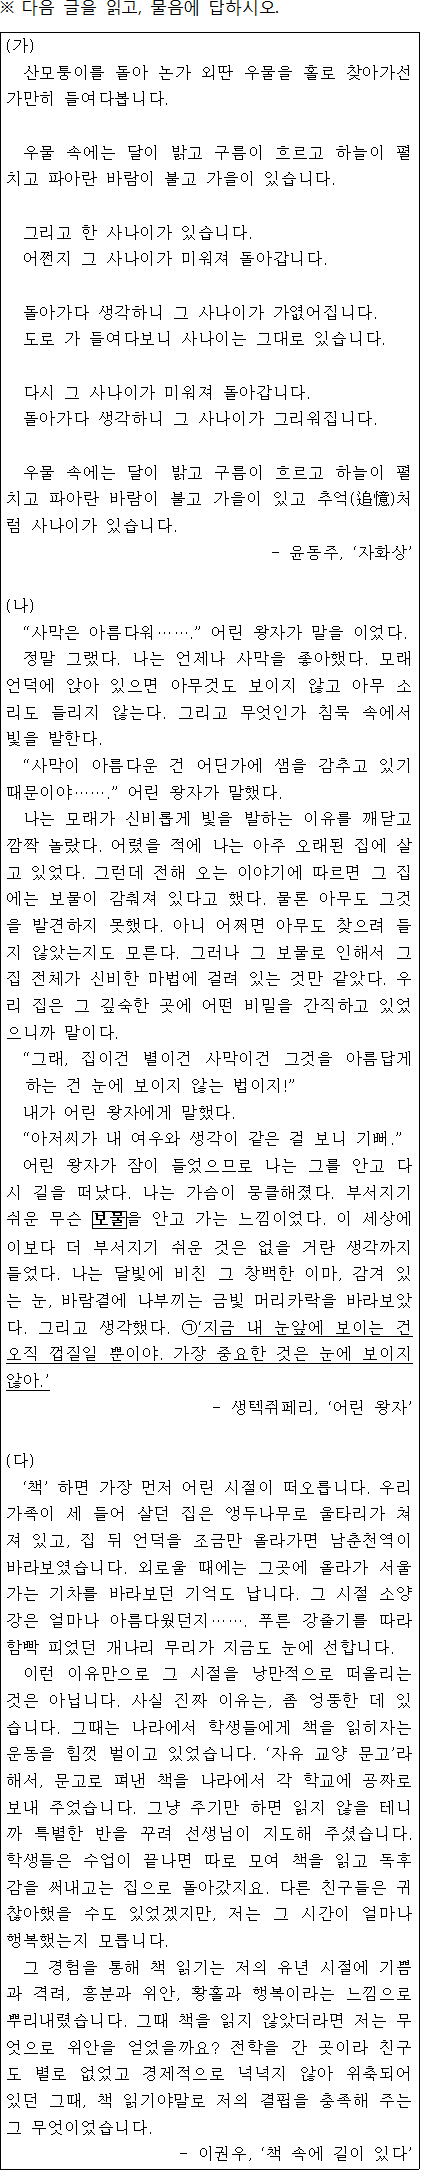 ※ 다음 글을 읽고, 물음에 답하시오.
(가)
산모퉁이를 돌아 논가 외딴 우물을 홀로 찾아가선
가만히 들여다봅니다.
우물 속에는 달이 밝고 구름이 흐르고 하늘이 펼
치고 파아란 바람이 불고 가을이 있습니다.
그리고 한 사나이가 있습니다.
어쩐지 그 사나이가 미워져 돌아갑니다.
돌아가다 생각하니 그 사나이가 가엾어집니다.
도로 가 들여다보니 사나이는 그대로 있습니다.
다시 그 사나이가 미워져 돌아갑니다.
돌아가다 생각하니 그 사나이가 그리워집니다.
우물 속에는 달이 밝고 구름이 흐르고 하늘이 펼
치고 파아란 바람이 불고 가을이 있고 추억(追憶)처
럼 사나이가 있습니다.
- 윤동주, ‘자화상’
(나)
“사막은 아름다워…….” 어린 왕자가 말을 이었다.
정말 그랬다. 나는 언제나 사막을 좋아했다. 모래
언덕에 앉아 있으면 아무것도 보이지 않고 아무 소
리도 들리지 않는다. 그리고 무엇인가 침묵 속에서
빛을 발한다.
“사막이 아름다운 건 어딘가에 샘을 감추고 있기
때문이야…….” 어린 왕자가 말했다.
나는 모래가 신비롭게 빛을 발하는 이유를 깨닫고
깜짝 놀랐다. 어렸을 적에 나는 아주 오래된 집에 살
고 있었다. 그런데 전해 오는 이야기에 따르면 그 집
에는 보물이 감춰져 있다고 했다. 물론 아무도 그것
을 발견하지 못했다. 아니 어쩌면 아무도 찾으려 들
지 않았는지도 모른다. 그러나 그 보물로 인해서 그
집 전체가 신비한 마법에 걸려 있는 것만 같았다. 우
리 집은 그 깊숙한 곳에 어떤 비밀을 간직하고 있었
으니까 말이다.
“그래, 집이건 별이건 사막이건 그것을 아름답게
하는 건 눈에 보이지 않는 법이지!”
내가 어린 왕자에게 말했다.
“아저씨가 내 여우와 생각이 같은 걸 보니 기뻐.”
어린 왕자가 잠이 들었으므로 나는 그를 안고 다
시 길을 떠났다. 나는 가슴이 뭉클해졌다. 부서지기
쉬운 무슨 보물을 안고 가는 느낌이었다. 이 세상에
이보다 더 부서지기 쉬운 것은 없을 거란 생각까지
들었다. 나는 달빛에 비친 그 창백한 이마, 감겨 있
는 눈, 바람결에 나부끼는 금빛 머리카락을 바라보았
다. 그리고 생각했다. ㉠‘지금 내 눈앞에 보이는 건
오직 껍질일 뿐이야. 가장 중요한 것은 눈에 보이지
않아.’
- 생텍쥐페리, ‘어린 왕자’
(다)
‘책’ 하면 가장 먼저 어린 시절이 떠오릅니다. 우리
가족이 세 들어 살던 집은 앵두나무로 울타리가 쳐
져 있고, 집 뒤 언덕을 조금만 올라가면 남춘천역이
바라보였습니다. 외로울 때에는 그곳에 올라가 서울
가는 기차를 바라보던 기억도 납니다. 그 시절 소양
강은 얼마나 아름다웠던지……. 푸른 강줄기를 따라
함빡 피었던 개나리 무리가 지금도 눈에 선합니다.
이런 이유만으로 그 시절을 낭만적으로 떠올리는
것은 아닙니다. 사실 진짜 이유는, 좀 엉뚱한 데 있
습니다. 그때는 나라에서 학생들에게 책을 읽히자는
운동을 힘껏 벌이고 있었습니다. ‘자유 교양 문고’라
해서, 문고로 펴낸 책을 나라에서 각 학교에 공짜로
보내 주었습니다. 그냥 주기만 하면 읽지 않을 테니
까 특별한 반을 꾸려 선생님이 지도해 주셨습니다.
학생들은 수업이 끝나면 따로 모여 책을 읽고 독후
감을 써내고는 집으로 돌아갔지요. 다른 친구들은 귀
찮아했을 수도 있었겠지만, 저는 그 시간이 얼마나
행복했는지 모릅니다.
그 경험을 통해 책 읽기는 저의 유년 시절에 기쁨
과 격려, 흥분과 위안, 황홀과 행복이라는 느낌으로
뿌리내렸습니다. 그때 책을 읽지 않았더라면 저는 무
엇으로 위안을 얻었을까요? 전학을 간 곳이라 친구
도 별로 없었고 경제적으로 넉넉지 않아 위축되어
있던 그때, 책 읽기야말로 저의 결핍을 충족해 주는
그 무엇이었습니다.
- 이권우, ‘책 속에 길이 있다’